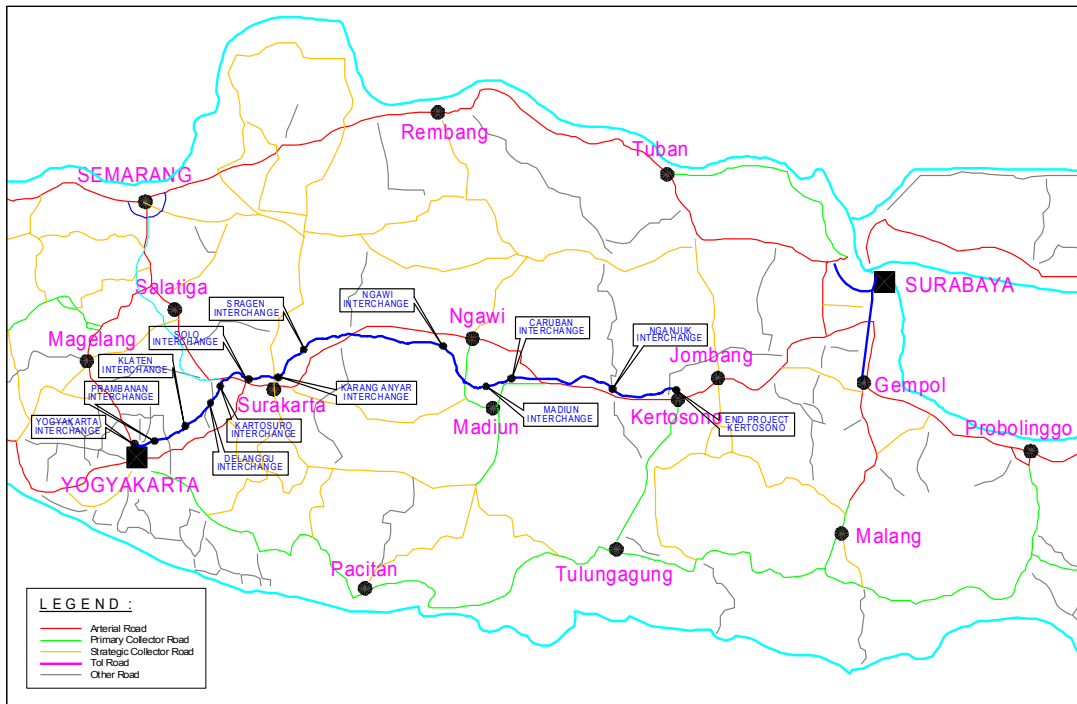 Rembang
Tuban
SEMARANG
SURABAYA
Salatiga
SRAGEN
INTERCHANGE
NGAWI
INTERCHANGE
Ngawi
CARUBAN
INTERCHANGE
NGANJUK
INTERCHANGE
SOLO
INTERCHANGE
Magelang
KLATEN
INTERCHANGE
Jombang
Gempol
PRAMBANAN
INTERCHANGE
Surakarta
KARANG ANYAR
INTERCHANGE
MADIUN
INTERCHANGE
Madiun
Kertosono
END PROJECT
KERTOSONO
YOGYAKARTA
INTERCHANGE
KARTOSURO
INTERCHANGE
Probolinggo
DELANGGU
INTERCHANGE
YOGYAKARTA
Malang
Pacitan
Tulungagung
LEGEND :
Arterial Road
Primary Collector Road
Strategic Collector Road
Tol Road
Other Road